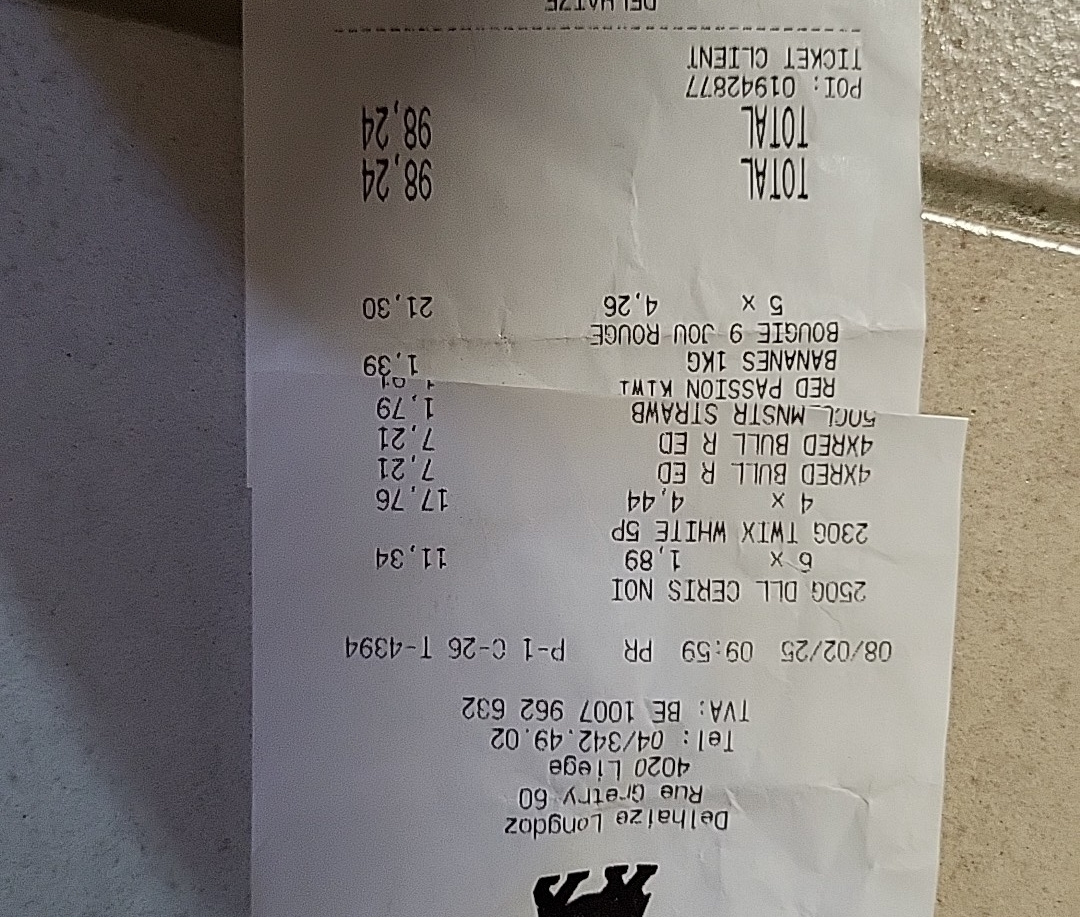 Delhaize Longdoz
Rue Gretry 60
4020 Liege
Tel: 04/342.49.02
TVA: BE 1007 962 632
08/02/25 09:59 PR P-1 C-26 T-4394
250G DLL CERIS NOI
6 x 1,89 11,34
230G TWIX WHITE 5P
4 x 4,44 17,76
4XRED BULL R ED 7,21
4XRED BULL R ED 7,21
50CL MNSTR STRAWB 1,79
RED PASSION KIWI
BANANES 1KG 1,39
BOUGIE 9 JOU ROUGE
5 x 4,26 21,30
TOTAL 98,24
TOTAL 98,24
POI: 01942877
TICKET CLIENT
--------------------------------------
DELHAIZE